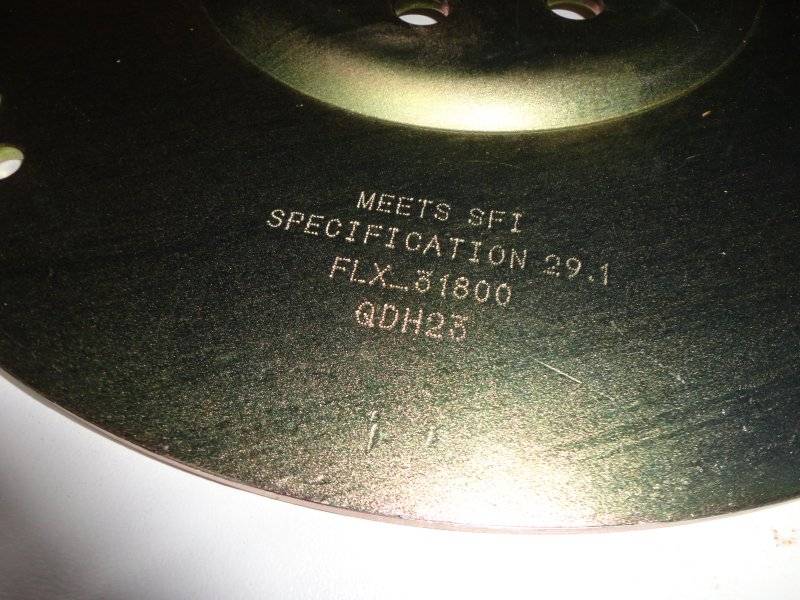 MEETS SFI
SPECIFICATION 29.1
FLX_31800
QDH23